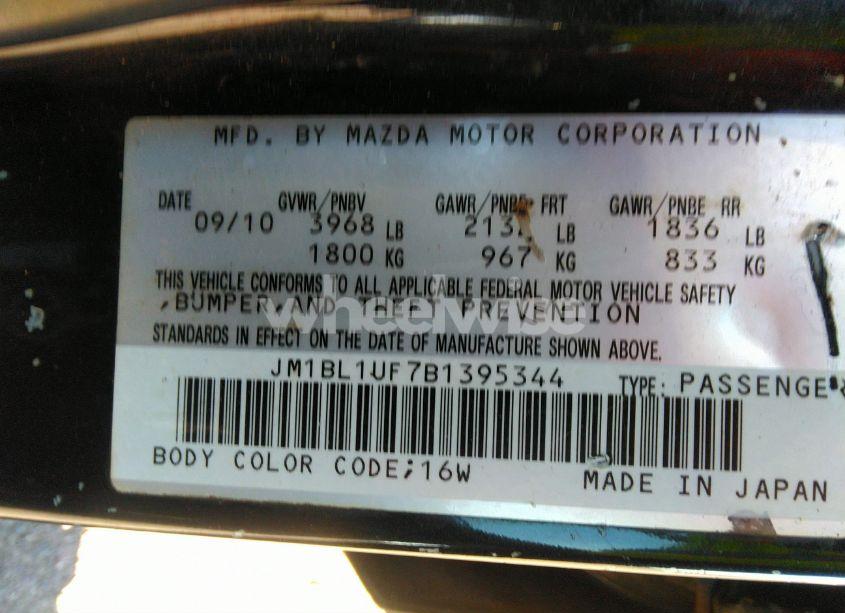 MFD. BY MAZDA MOTOR CORPORATION
DATE GVWR/PNBV GAWR/PNBE FRT GAWR/PNBE RR
09/10 3968 LB LB 1836 LB
1800 KG 967 KG 833 KG
THIS VEHICLE CONFORMS TO ALL APPLICABLE FEDERAL MOTOR VEHICLE SAFETY
,BUMPER,AND THEFT PREVENTION
STANDARDS IN EFFECT ON THE DATE OF MANUFACTURE SHOWN ABOVE.
JM1BL1UF7B1395344 TYPE: PASSENGER
BODY COLOR CODE;16W MADE IN JAPAN
wheelwise